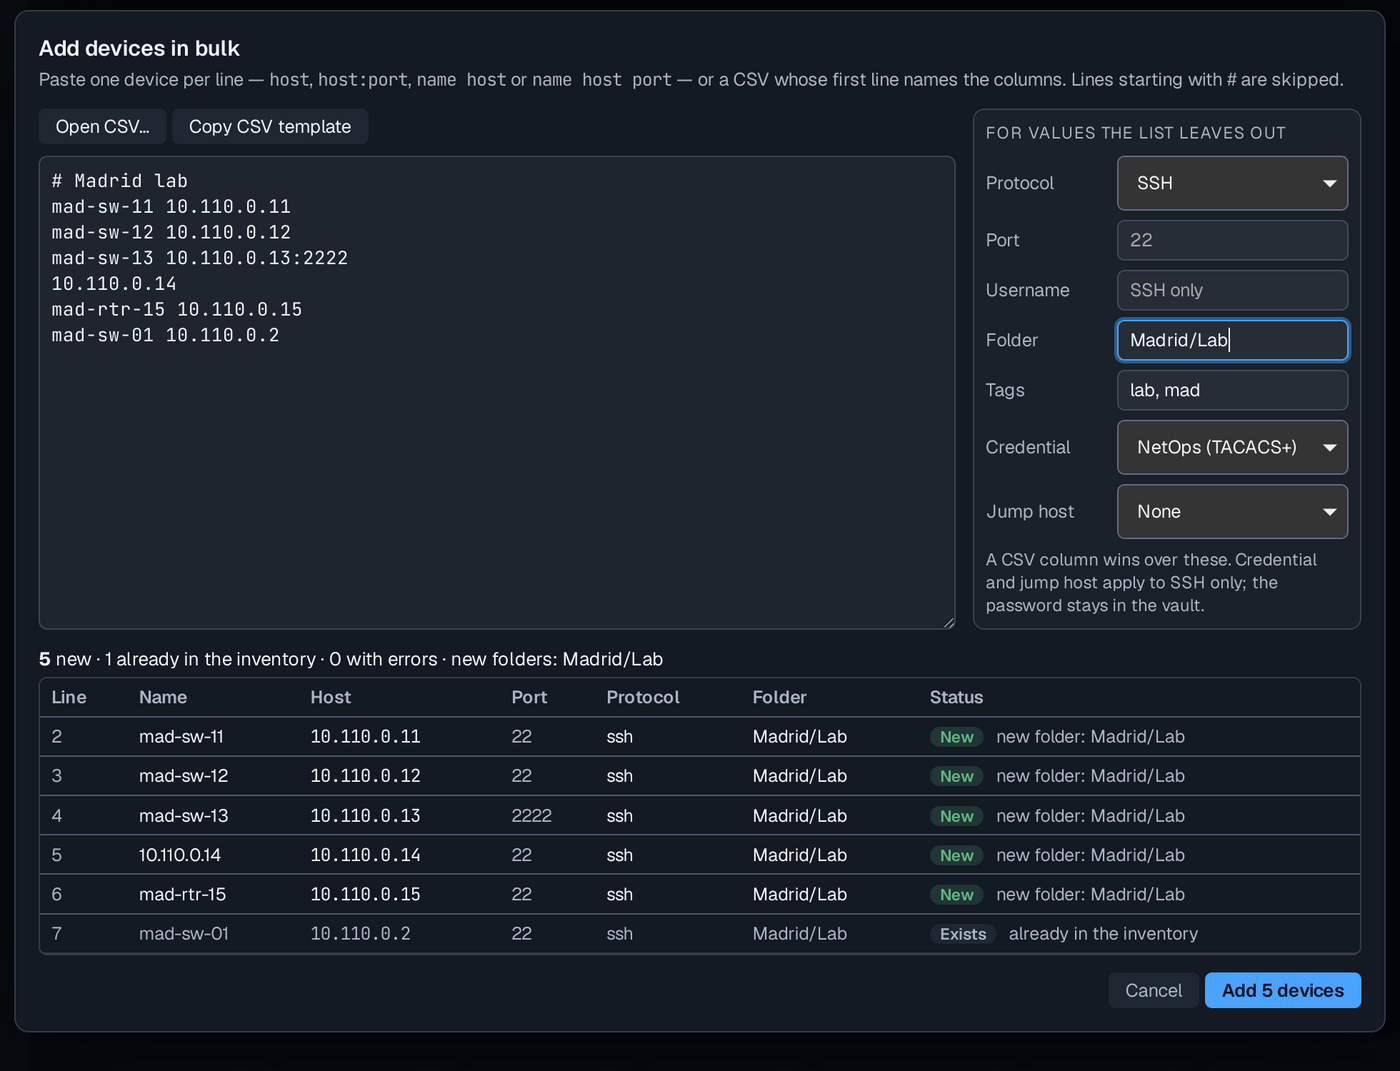 Add devices in bulk
Paste one device per line — host, host:port, name host or name host port — or a CSV whose first line names the columns. Lines starting with # are skipped.
Open CSV...
Copy CSV template
# Madrid lab
mad-sw-11 10.110.0.11
mad-sw-12 10.110.0.12
mad-sw-13 10.110.0.13:2222
10.110.0.14
mad-rtr-15 10.110.0.15
mad-sw-01 10.110.0.2
FOR VALUES THE LIST LEAVES OUT
Protocol SSH
Port 22
Username SSH only
Folder Madrid/Lab
Tags lab, mad
Credential NetOps (TACACS+)
Jump host None
A CSV column wins over these. Credential
and jump host apply to SSH only; the
password stays in the vault.
5 new · 1 already in the inventory · 0 with errors · new folders: Madrid/Lab
Line Name Host Port Protocol Folder Status
2 mad-sw-11 10.110.0.11 22 ssh Madrid/Lab New new folder: Madrid/Lab
3 mad-sw-12 10.110.0.12 22 ssh Madrid/Lab New new folder: Madrid/Lab
4 mad-sw-13 10.110.0.13 2222 ssh Madrid/Lab New new folder: Madrid/Lab
5 10.110.0.14 10.110.0.14 22 ssh Madrid/Lab New new folder: Madrid/Lab
6 mad-rtr-15 10.110.0.15 22 ssh Madrid/Lab New new folder: Madrid/Lab
7 mad-sw-01 10.110.0.2 22 ssh Madrid/Lab Exists already in the inventory
Cancel
Add 5 devices